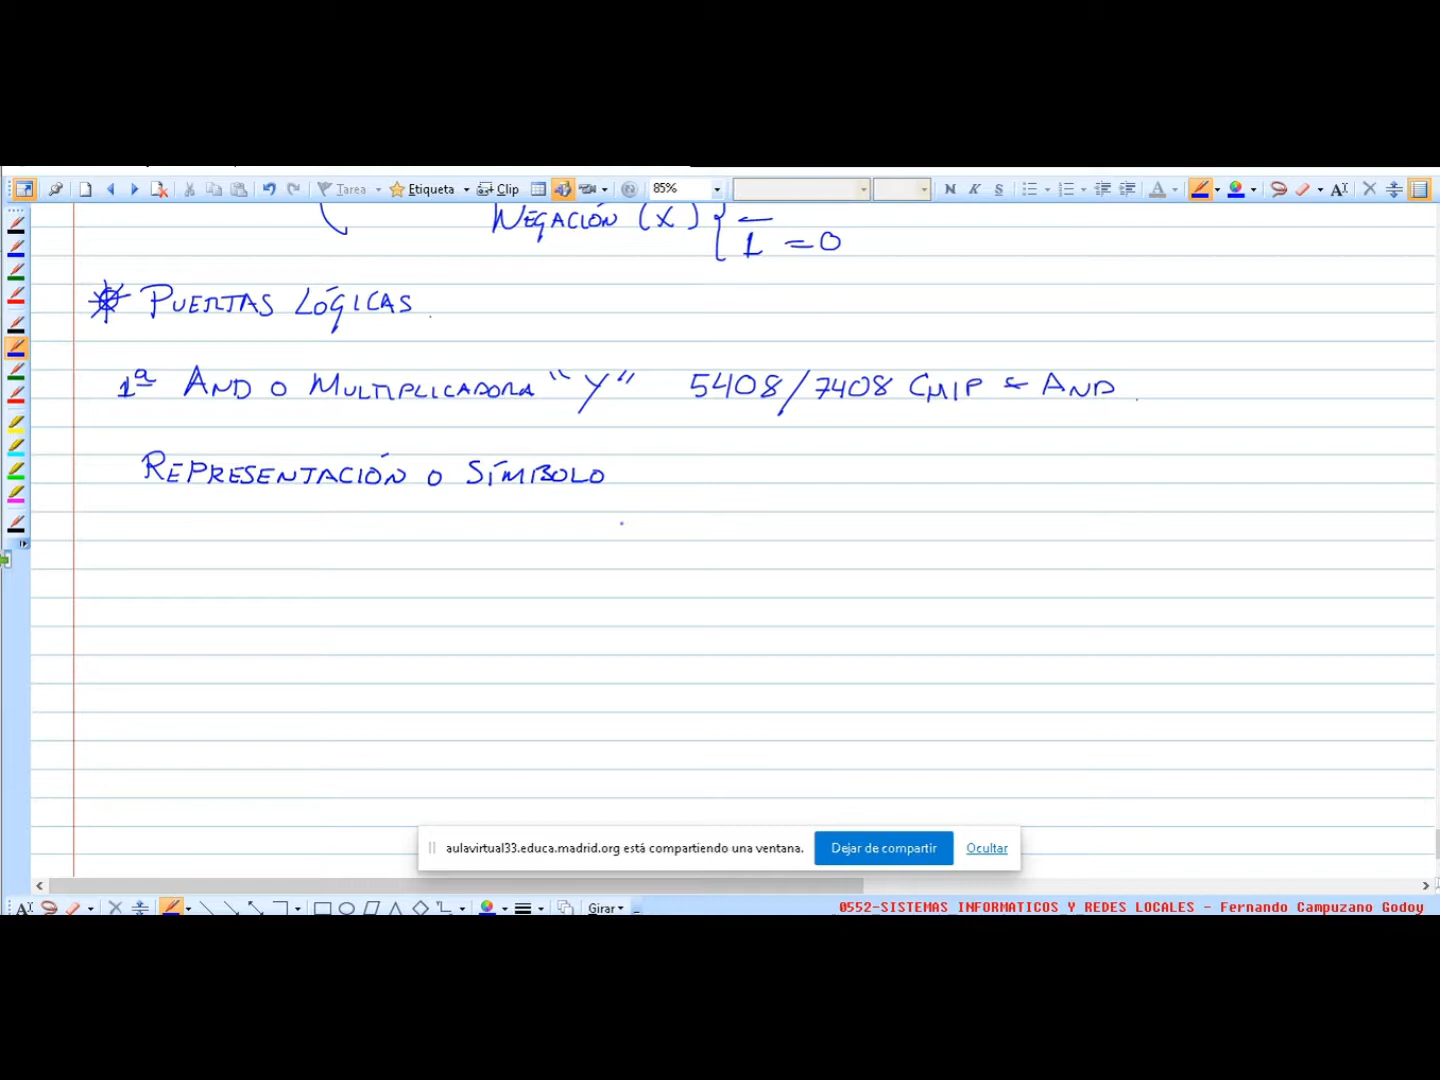 Tarea Etiqueta Clip 85% N K S
NEGACIÓN (X) {
1 = 0
PUERTAS LÓGICAS.
1ª AND O MULTIPLICADORA "Y" 5408/7408 CHIP & AND.
REPRESENTACIÓN O SÍMBOLO
aulavirtual33.educa.madrid.org está compartiendo una ventana. Dejar de compartir Ocultar
Girar
0552-SISTEMAS INFORMATICOS Y REDES LOCALES - Fernando Campuzano Godoy